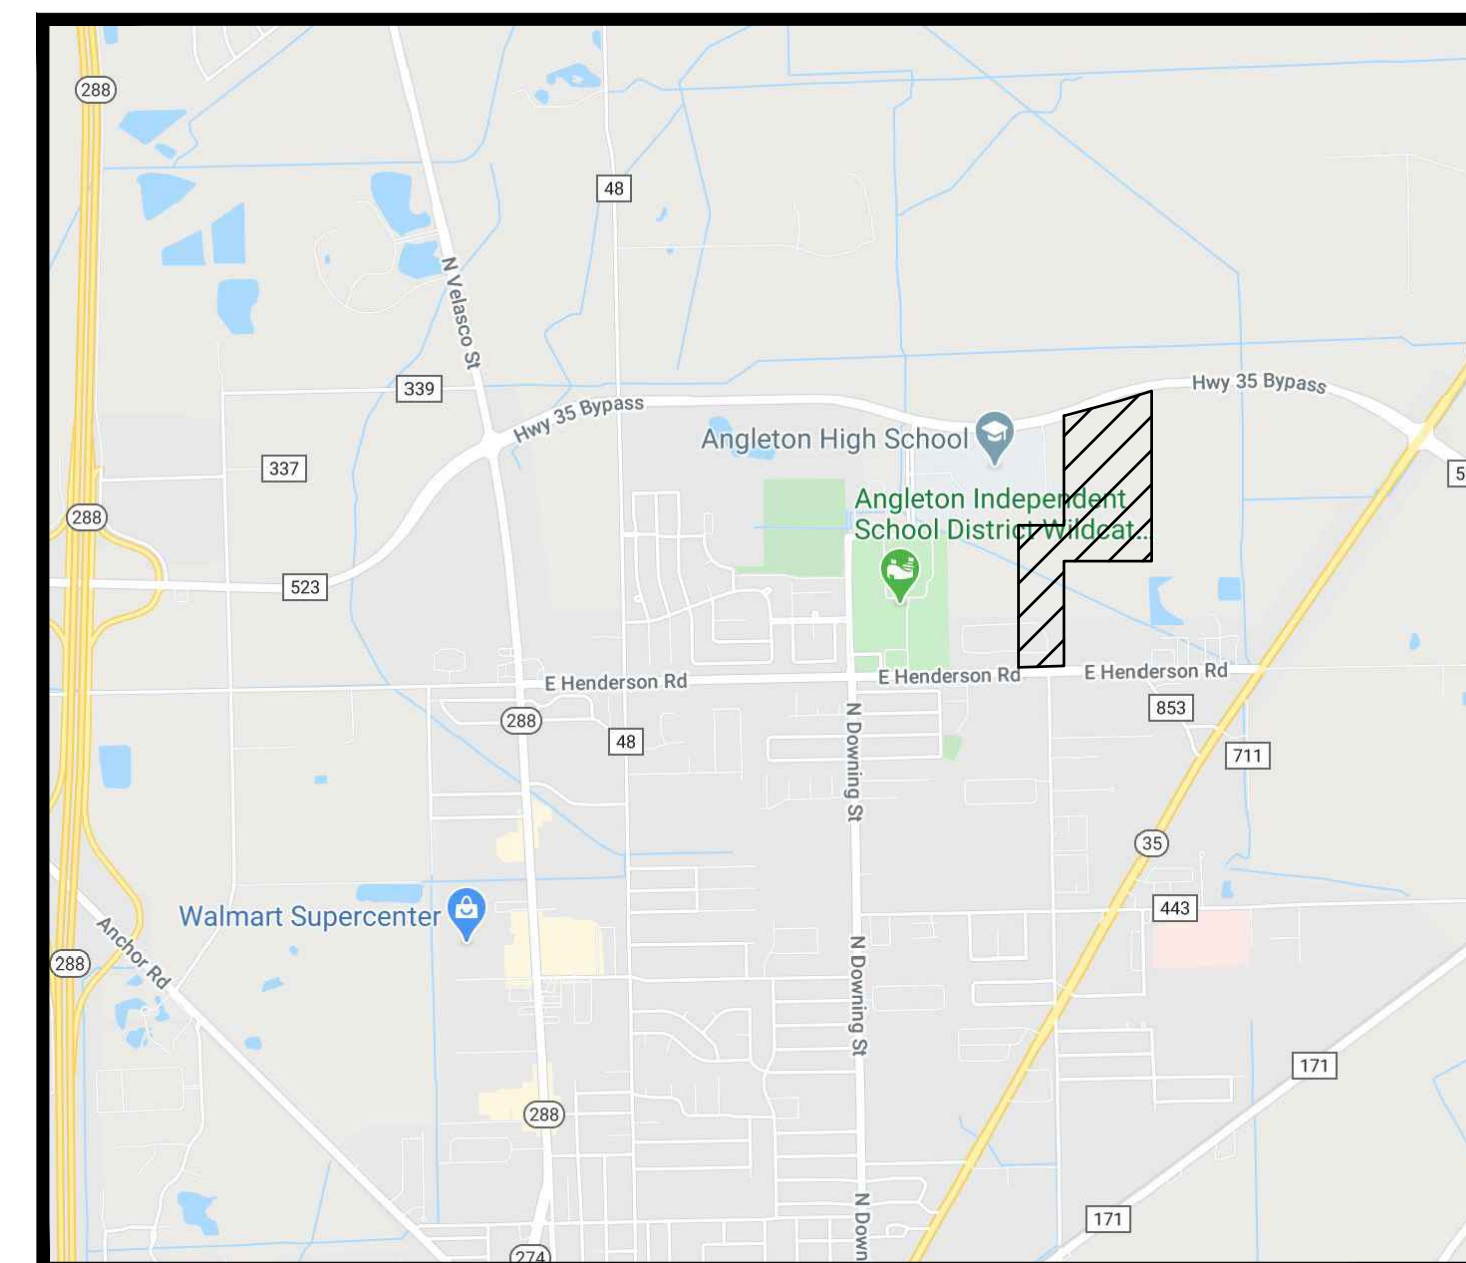 288
48
N Velasco St
339
Hwy 35 Bypass
Hwy 35 Bypass
Angleton High School
337
Angleton Independent
School District Wildcat...
288
523
E Henderson Rd
E Henderson Rd
E Henderson Rd
288
48
N Downing St
853
711
35
Walmart Supercenter
443
Anchor Rd
288
N Downing St
171
288
171
N Down
274